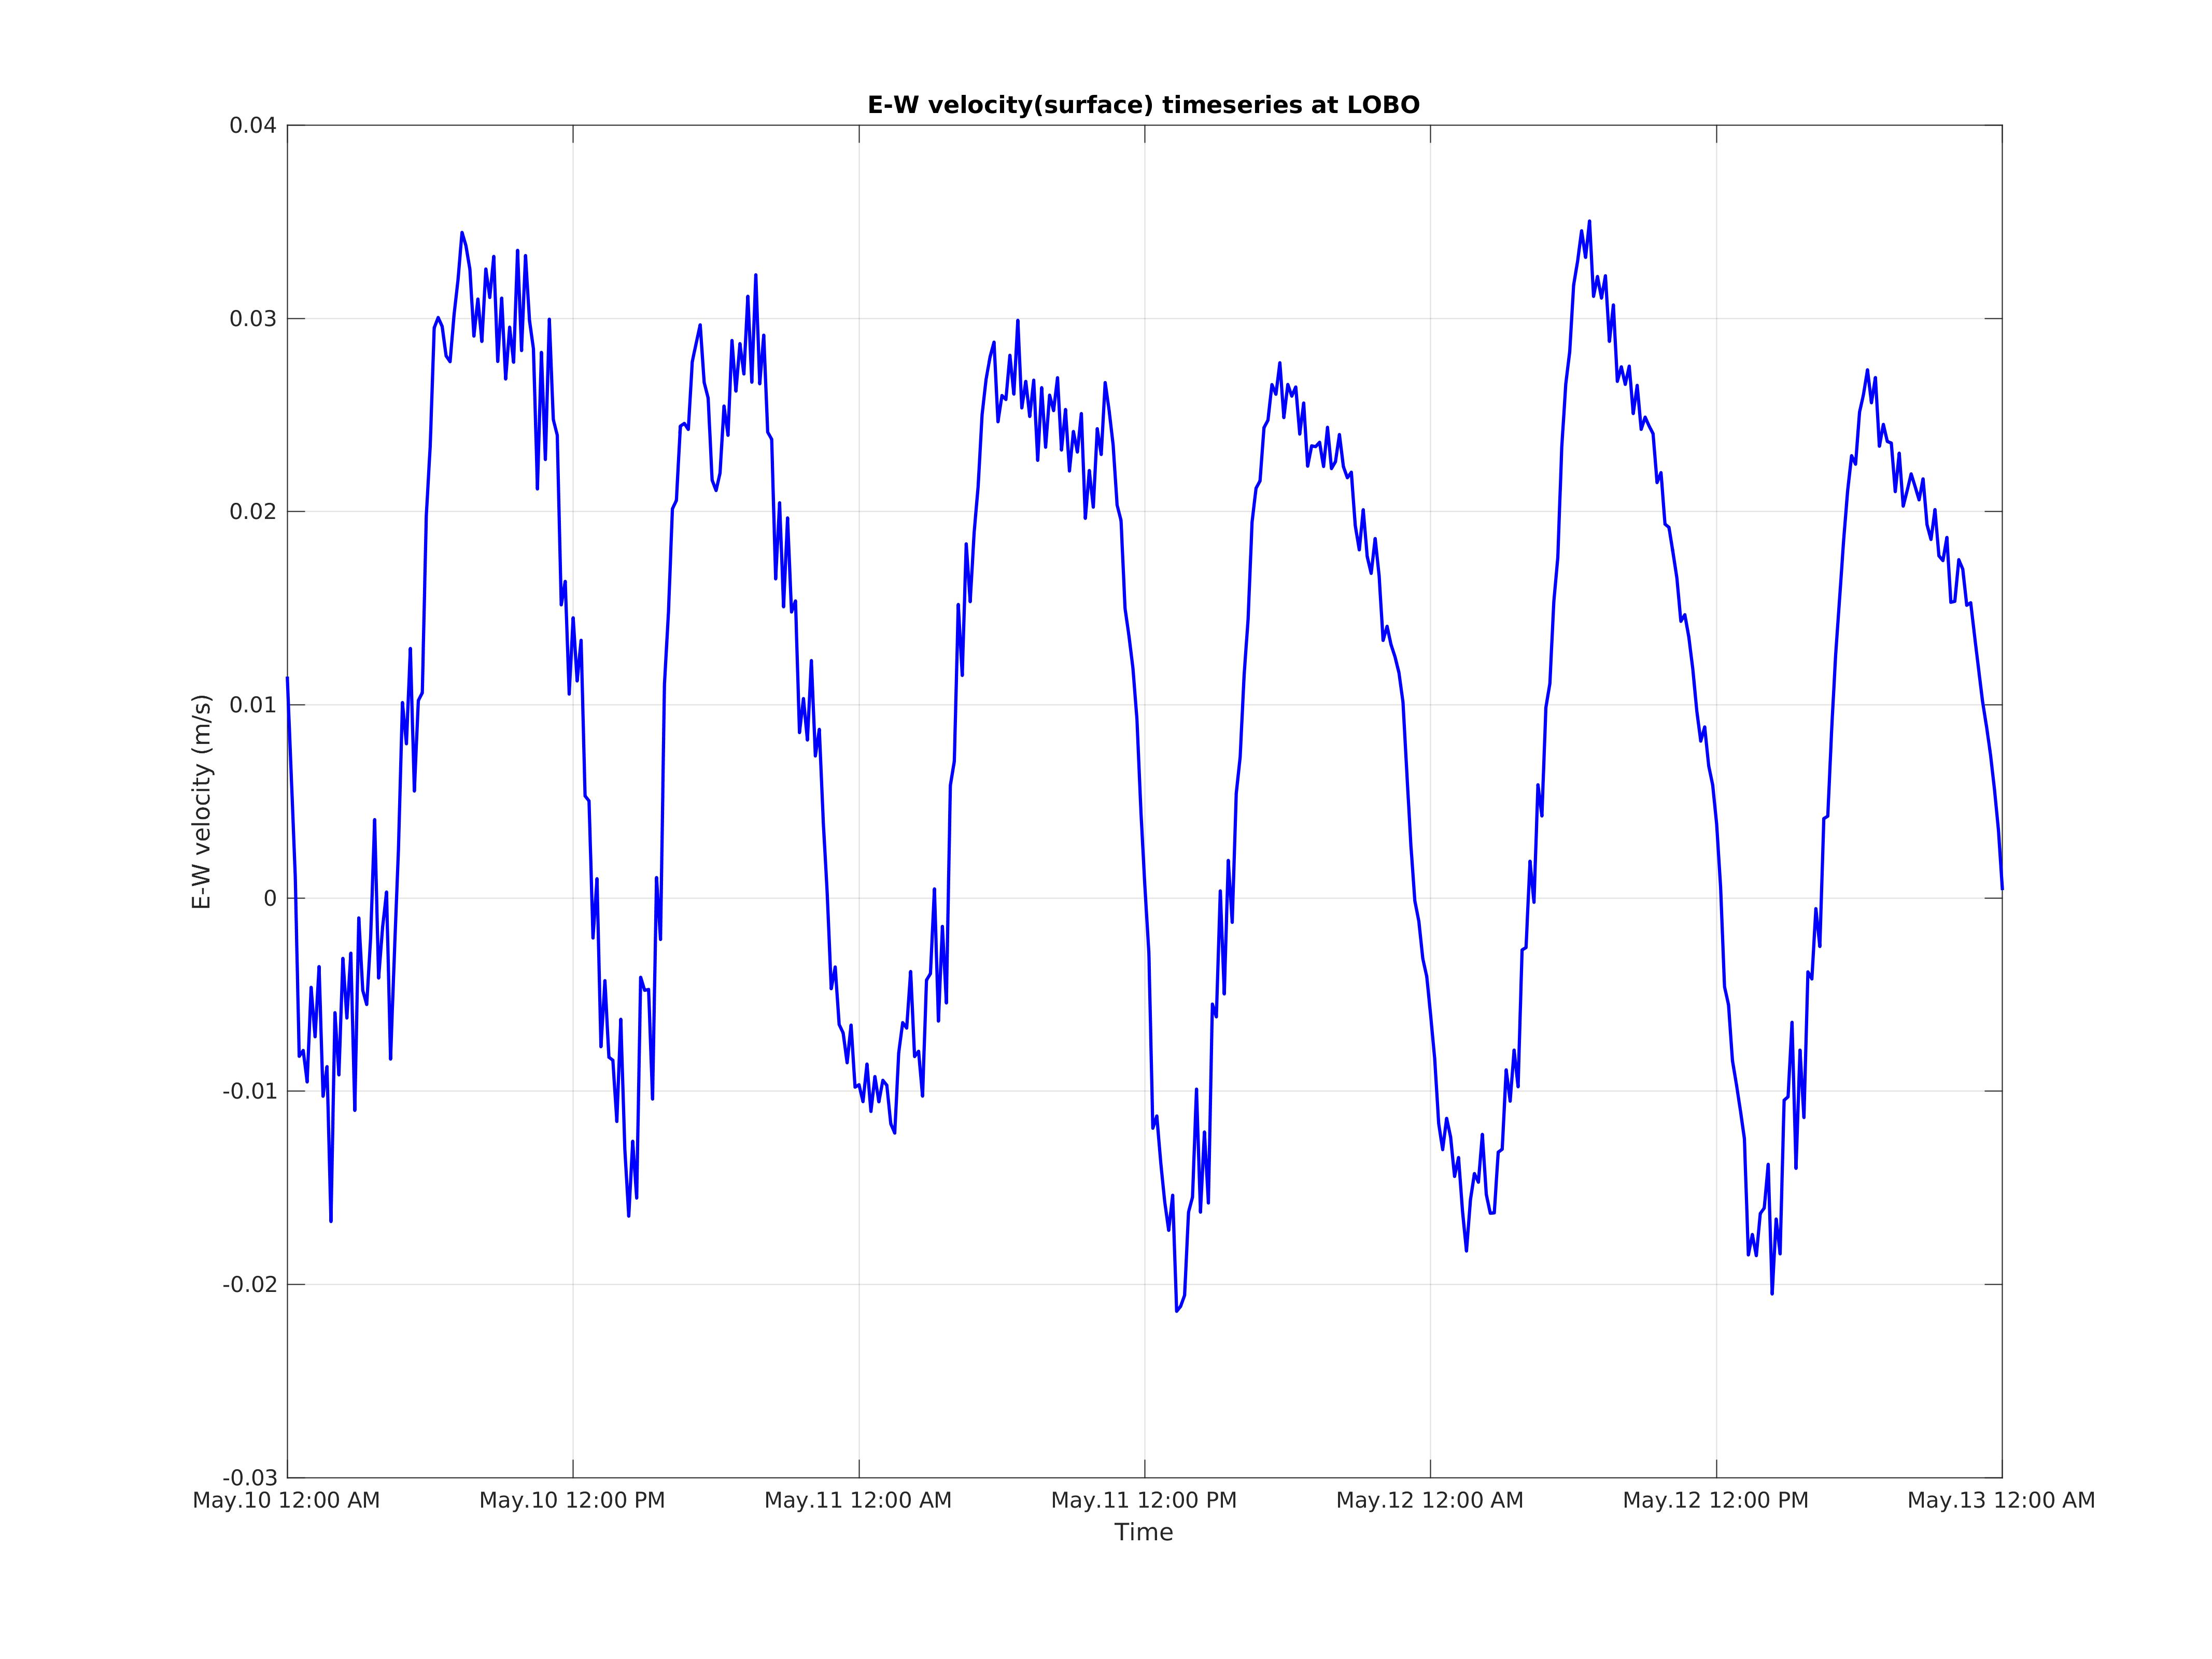 E-W velocity(surface) timeseries at LOBO
0.04
0.03
0.02
0.01
0
-0.01
-0.02
-0.03
E-W velocity (m/s)
May.10 12:00 AM May.10 12:00 PM May.11 12:00 AM May.11 12:00 PM May.12 12:00 AM May.12 12:00 PM May.13 12:00 AM
Time